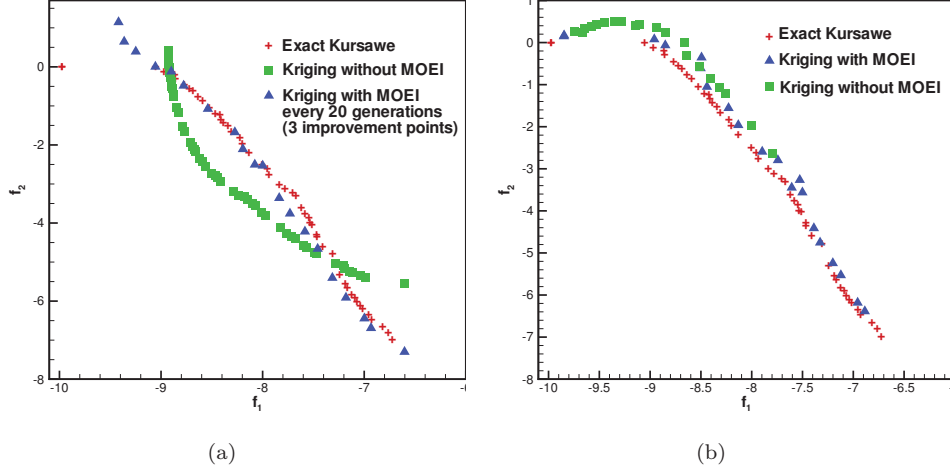 0
-2
-4
-6
-8
f2
-10
-9
-8
-7
-6
f1
Exact Kursawe
Kriging without MOEI
Kriging with MOEI
every 20 generations
(3 improvement points)
(a)
0
-1
-2
-3
-4
-5
-6
-7
-8
f2
-10
-9.5
-9
-8.5
-8
-7.5
-7
-6.5
f1
Exact Kursawe
Kriging with MOEI
Kriging without MOEI
(b)